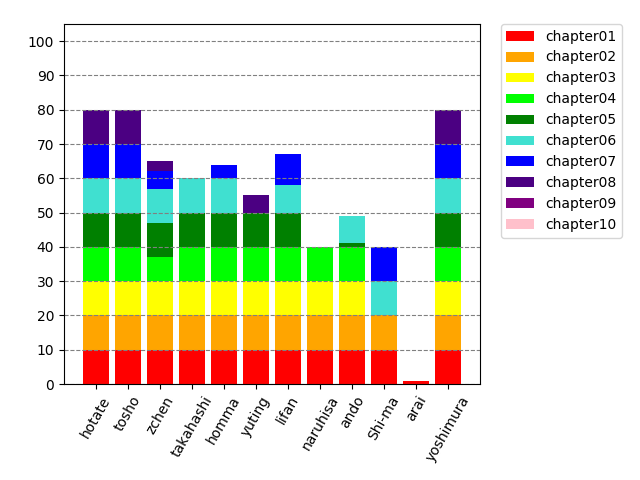 100
90
80
70
60
50
40
30
20
10
0
hotate
tosho
zchen
takahashi
homma
yuting
lifan
naruhisa
ando
Shi-ma
arai
yoshimura
chapter01
chapter02
chapter03
chapter04
chapter05
chapter06
chapter07
chapter08
chapter09
chapter10